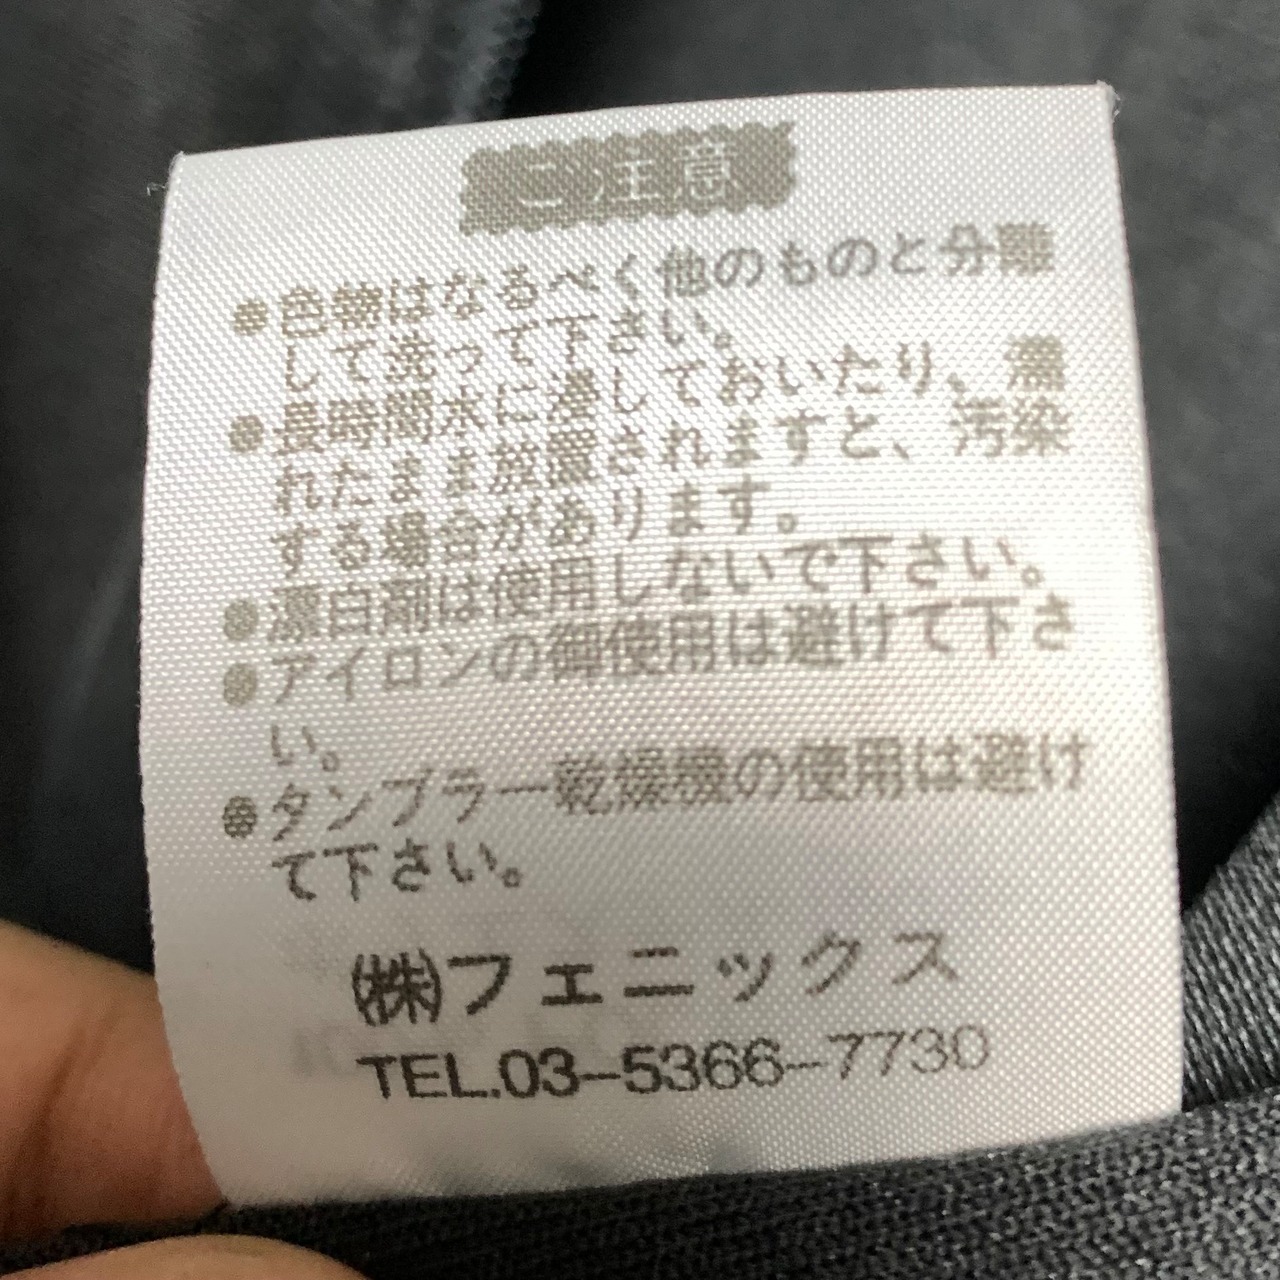 ご注意
●色物はなるべく他のものと分離
して洗って下さい。
●長時間水に浸しておいたり、濡
れたまま放置されますと、汚染
する場合があります。
●漂白剤は使用しないで下さい。
●アイロンの御使用は避けて下さ
い。
●タンブラー乾燥機の使用は避け
て下さい。
㈱フェニックス
TEL.03−5366−7730